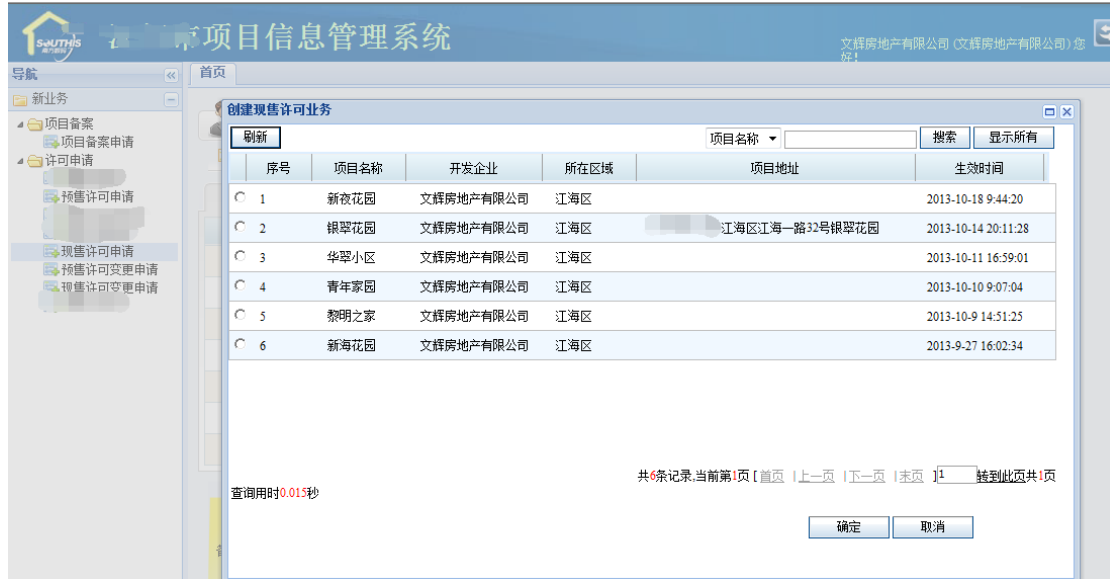 SOUTHIS
南方数码
市项目信息管理系统
文辉房地产有限公司 (文辉房地产有限公司)您
好!
导航
首页
新业务
项目备案
项目备案申请
许可申请
预售许可申请
现售许可申请
预售许可变更申请
现售许可变更申请
创建现售许可业务
刷新 项目名称 搜索 显示所有
序号 项目名称 开发企业 所在区域 项目地址 生效时间
1 新夜花园 文辉房地产有限公司 江海区 2013-10-18 9:44:20
2 银翠花园 文辉房地产有限公司 江海区 江海区江海一路32号银翠花园 2013-10-14 20:11:28
3 华翠小区 文辉房地产有限公司 江海区 2013-10-11 16:59:01
4 青年家园 文辉房地产有限公司 江海区 2013-10-10 9:07:04
5 黎明之家 文辉房地产有限公司 江海区 2013-10-9 14:51:25
6 新海花园 文辉房地产有限公司 江海区 2013-9-27 16:02:34
共6条记录,当前第1页 [ 首页 | 上一页 | 下一页 | 末页 ] 1 转到此页共1页
查询用时0.015秒
确定 取消